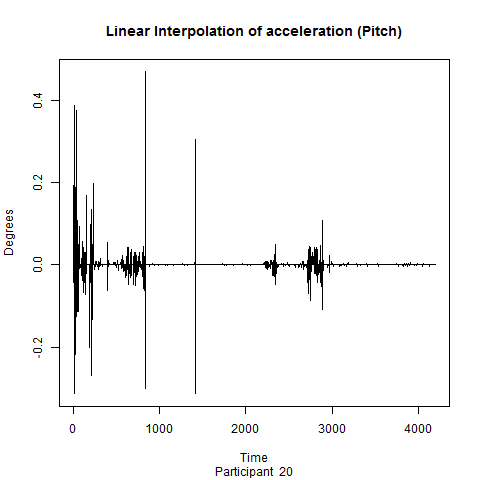 Linear Interpolation of acceleration (Pitch)
Degrees
0.4
0.2
0.0
-0.2
0 1000 2000 3000 4000
Time
Participant 20